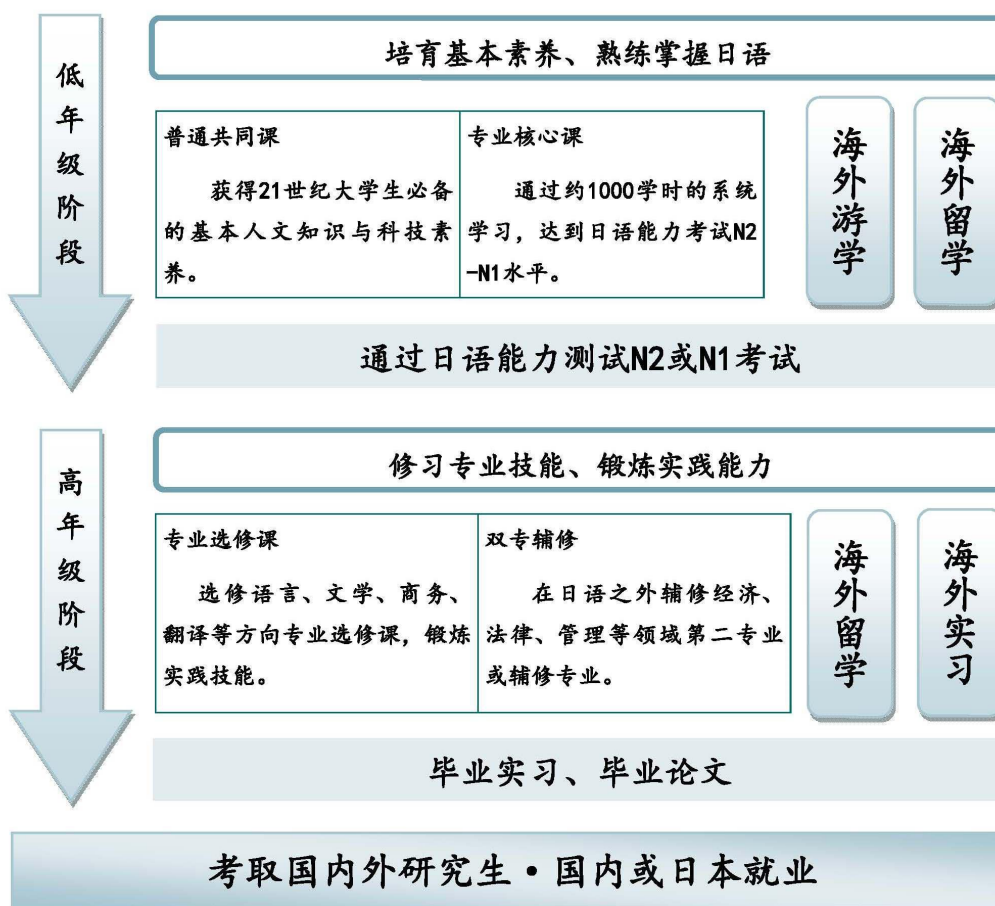 低年级阶段
培育基本素养、熟练掌握日语
普通共同课
获得21世纪大学生必备
的基本人文知识与科技素
养。
专业核心课
通过约1000学时的系统
学习，达到日语能力考试N2
-N1水平。
海外游学
海外留学
通过日语能力测试N2或N1考试
高年级阶段
修习专业技能、锻炼实践能力
专业选修课
选修语言、文学、商务、
翻译等方向专业选修课，锻炼
实践技能。
双专辅修
在日语之外辅修经济、
法律、管理等领域第二专业
或辅修专业。
海外留学
海外实习
毕业实习、毕业论文
考取国内外研究生·国内或日本就业